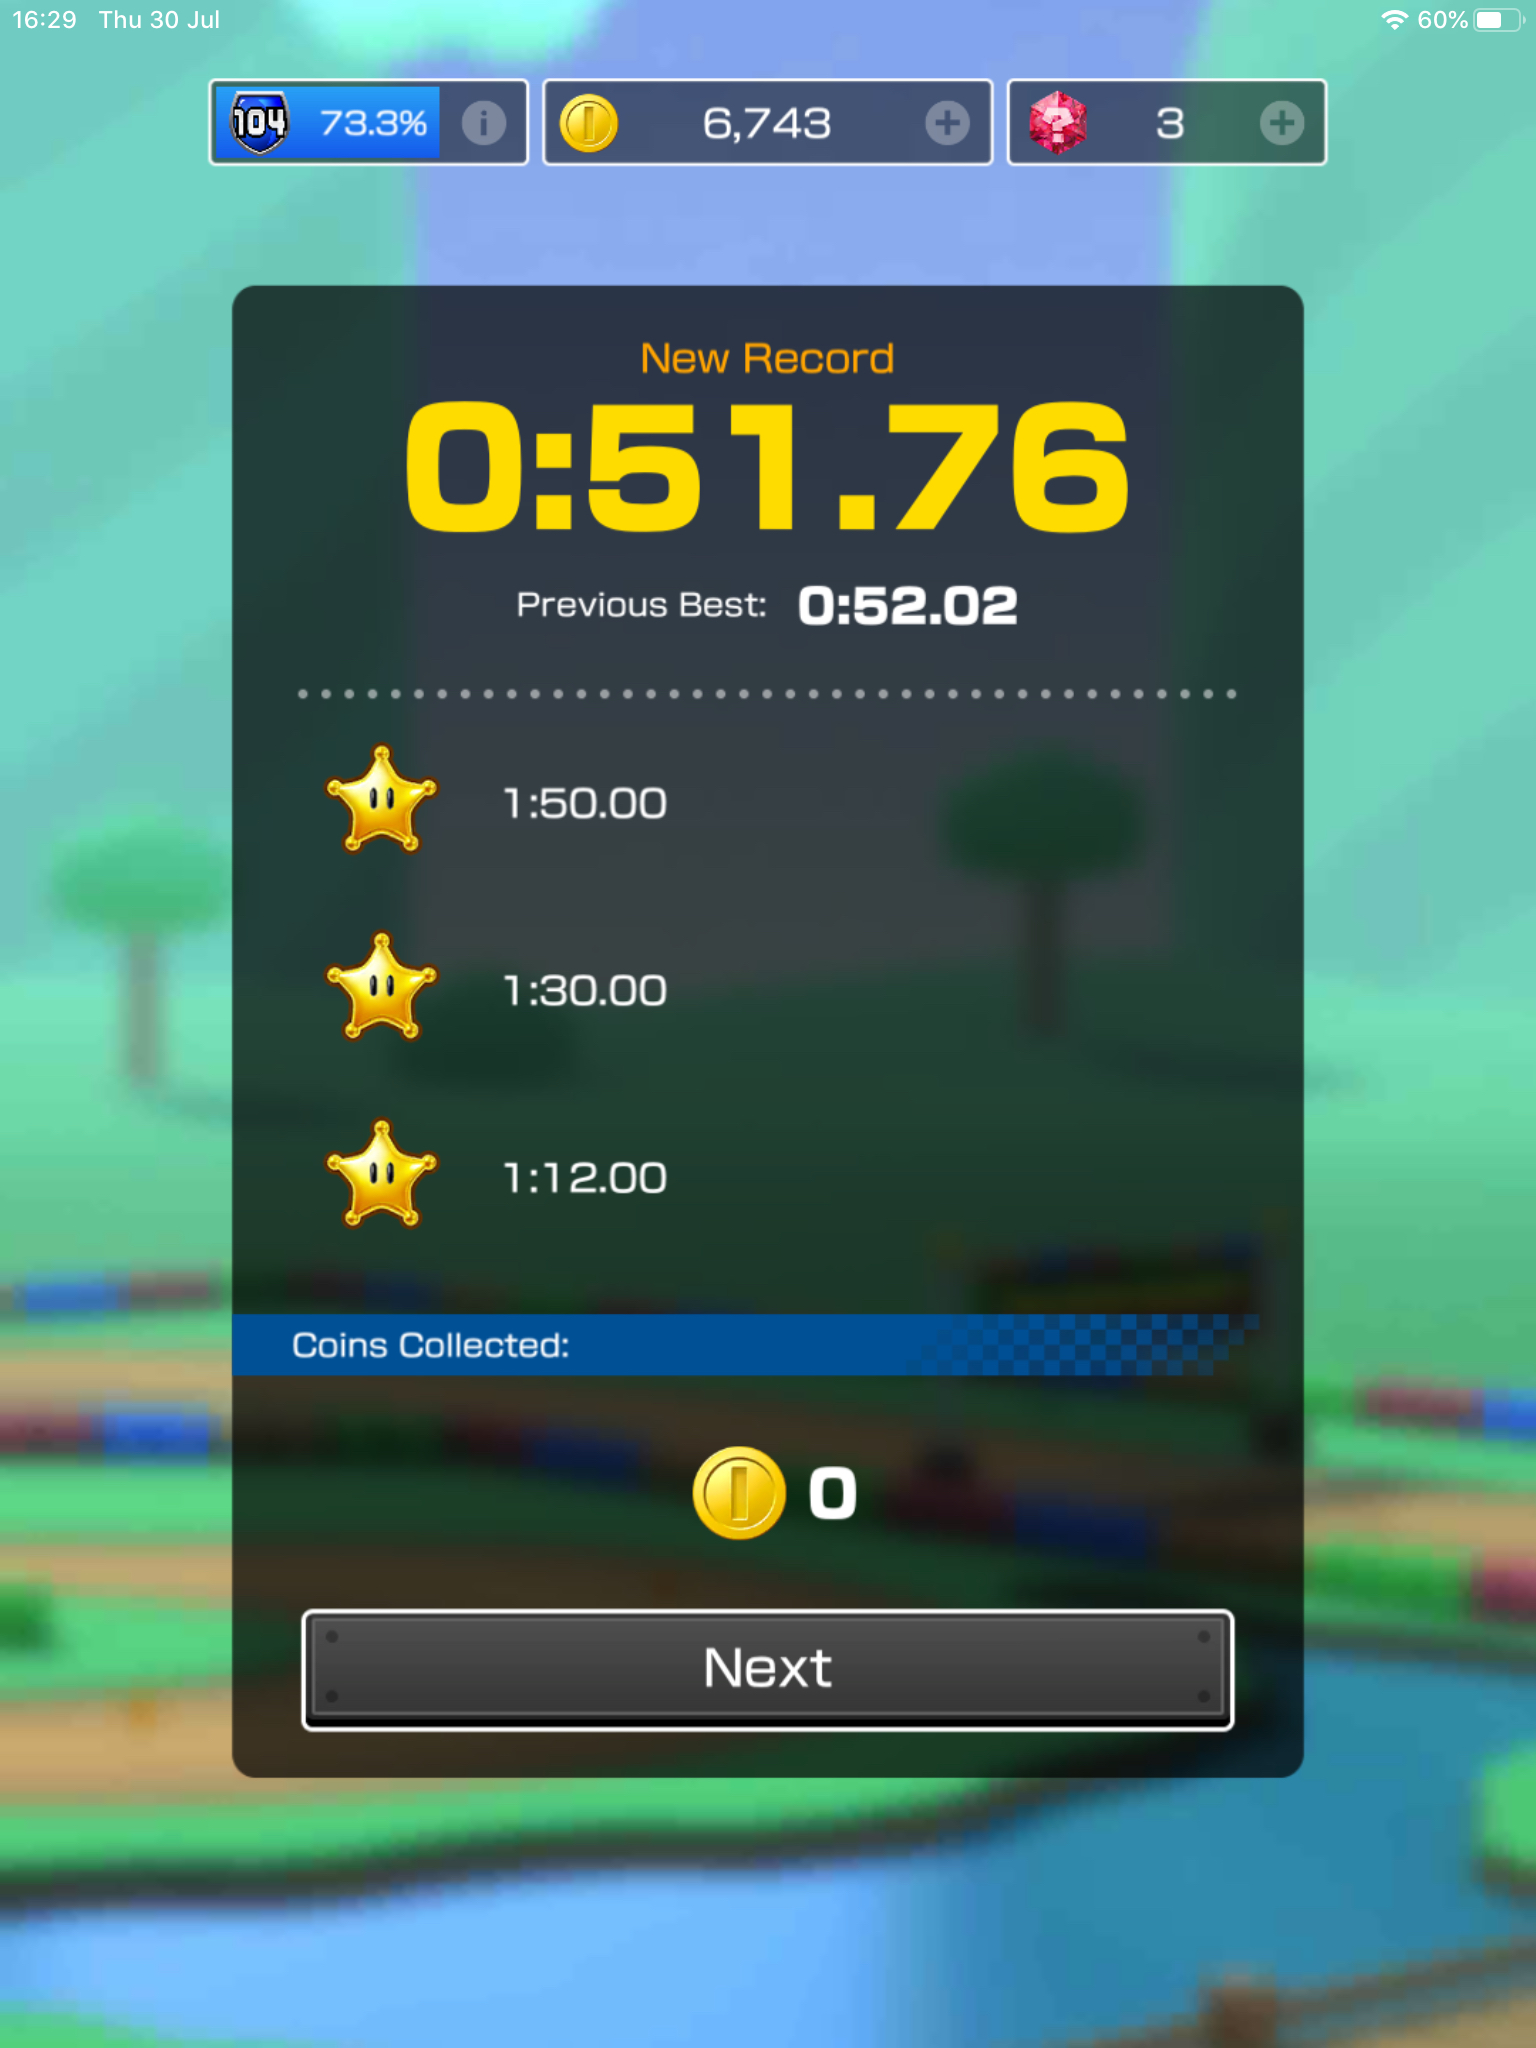 16:29 Thu 30 Jul 60%
104 73.3% i 6,743 + ? 3 +
New Record
0:51.76
Previous Best: 0:52.02
1:50.00
1:30.00
1:12.00
Coins Collected:
0
Next